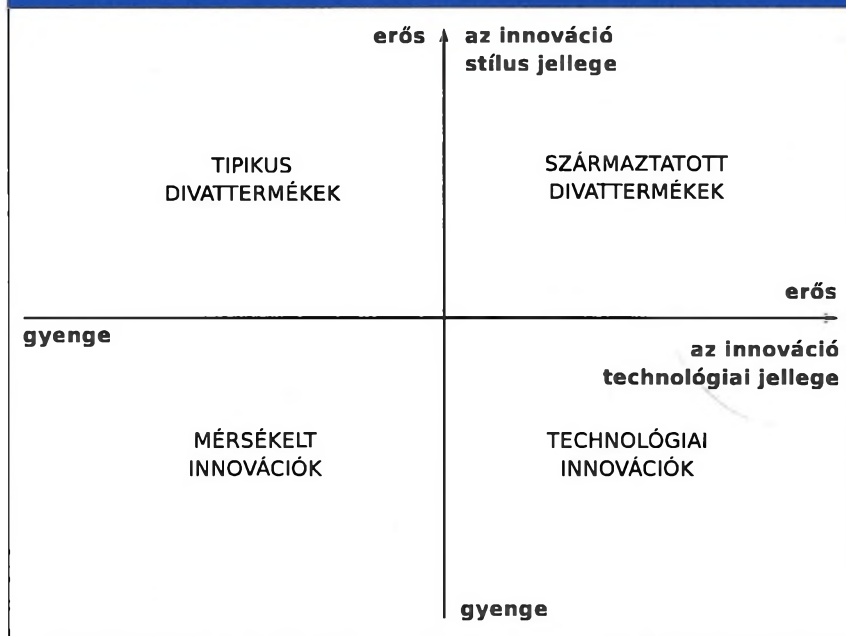 erős
az innováció
stílus jellege
TIPIKUS
DIVATTERMÉKEK
SZÁRMAZTATOTT
DIVATTERMÉKEK
erős
gyenge
az innováció
technológiai jellege
MÉRSÉKELT
INNOVÁCIÓK
TECHNOLÓGIAI
INNOVÁCIÓK
gyenge